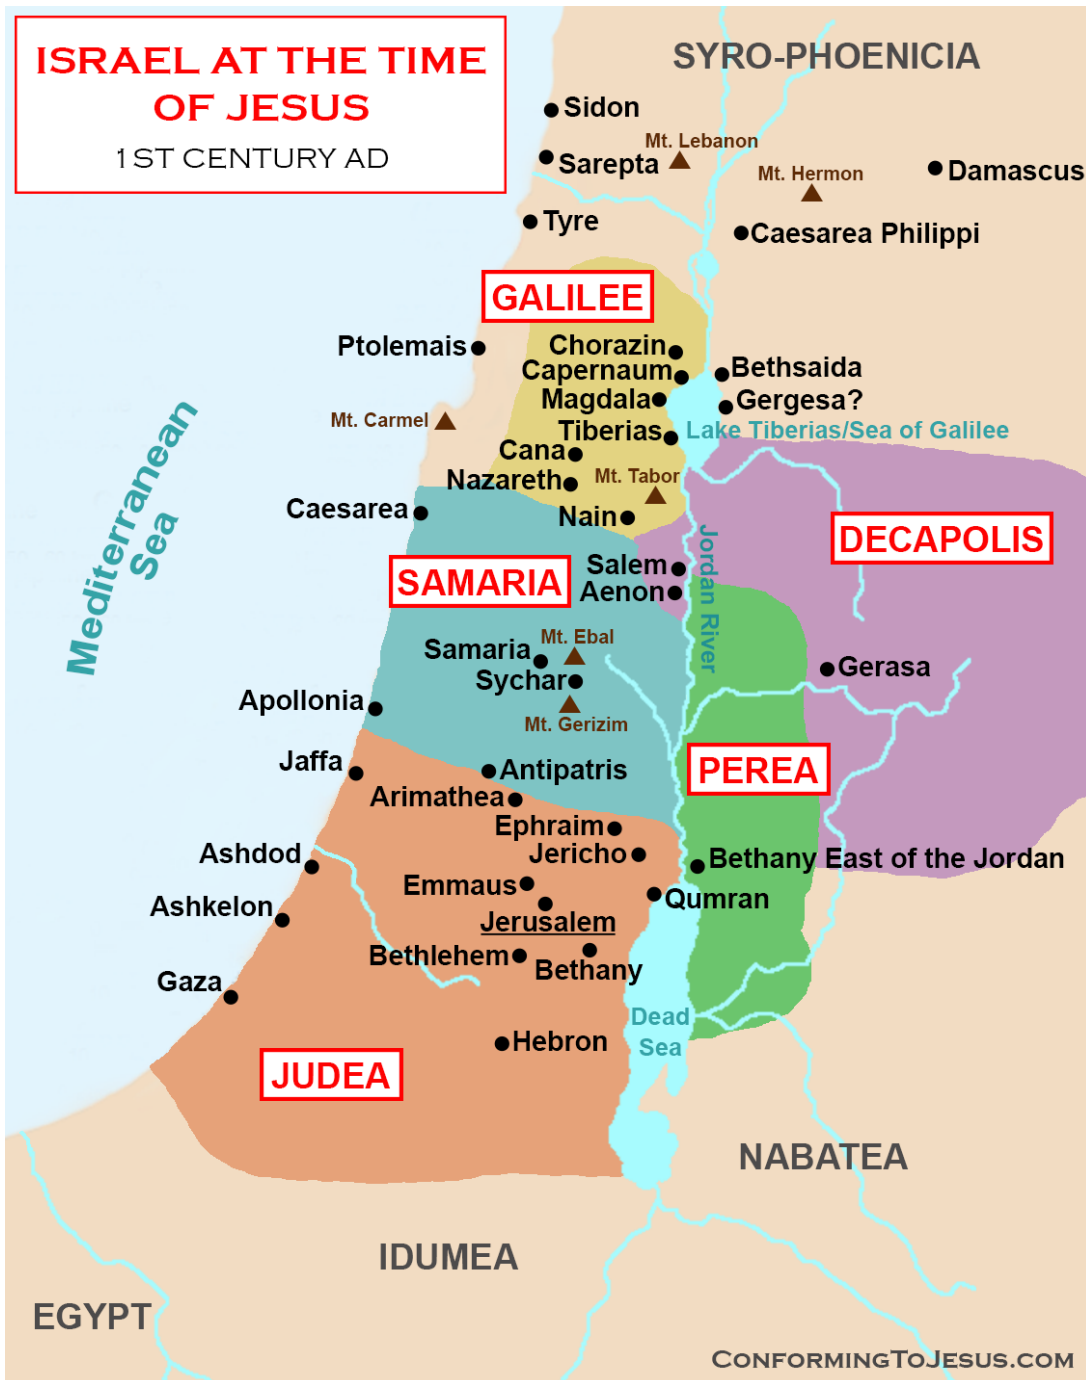 ISRAEL AT THE TIME
OF JESUS
1ST CENTURY AD
SYRO-PHOENICIA
Sidon
Mt. Lebanon
Sarepta
Mt. Hermon
Damascus
Tyre
Caesarea Philippi
GALILEE
Ptolemais
Chorazin
Capernaum
Bethsaida
Magdala
Gergesa?
Mt. Carmel
Tiberias
Lake Tiberias/Sea of Galilee
Cana
Nazareth
Mt. Tabor
Mediterranean
Sea
Caesarea
Nain
DECAPOLIS
Jordan River
SAMARIA
Salem
Aenon
Samaria
Mt. Ebal
Sychar
Gerasa
Apollonia
Mt. Gerizim
Jaffa
Antipatris
PEREA
Arimathea
Ephraim
Ashdod
Jericho
Bethany East of the Jordan
Emmaus
Qumran
Ashkelon
Jerusalem
Bethlehem
Bethany
Gaza
Dead
Sea
Hebron
JUDEA
NABATEA
IDUMEA
EGYPT
CONFORMINGTOJESUS.COM